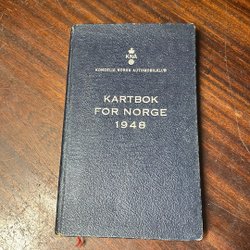 KNA
KONGELIG NORSK AUTOMOBILKLUB
KARTBOK
FOR NORGE
1948